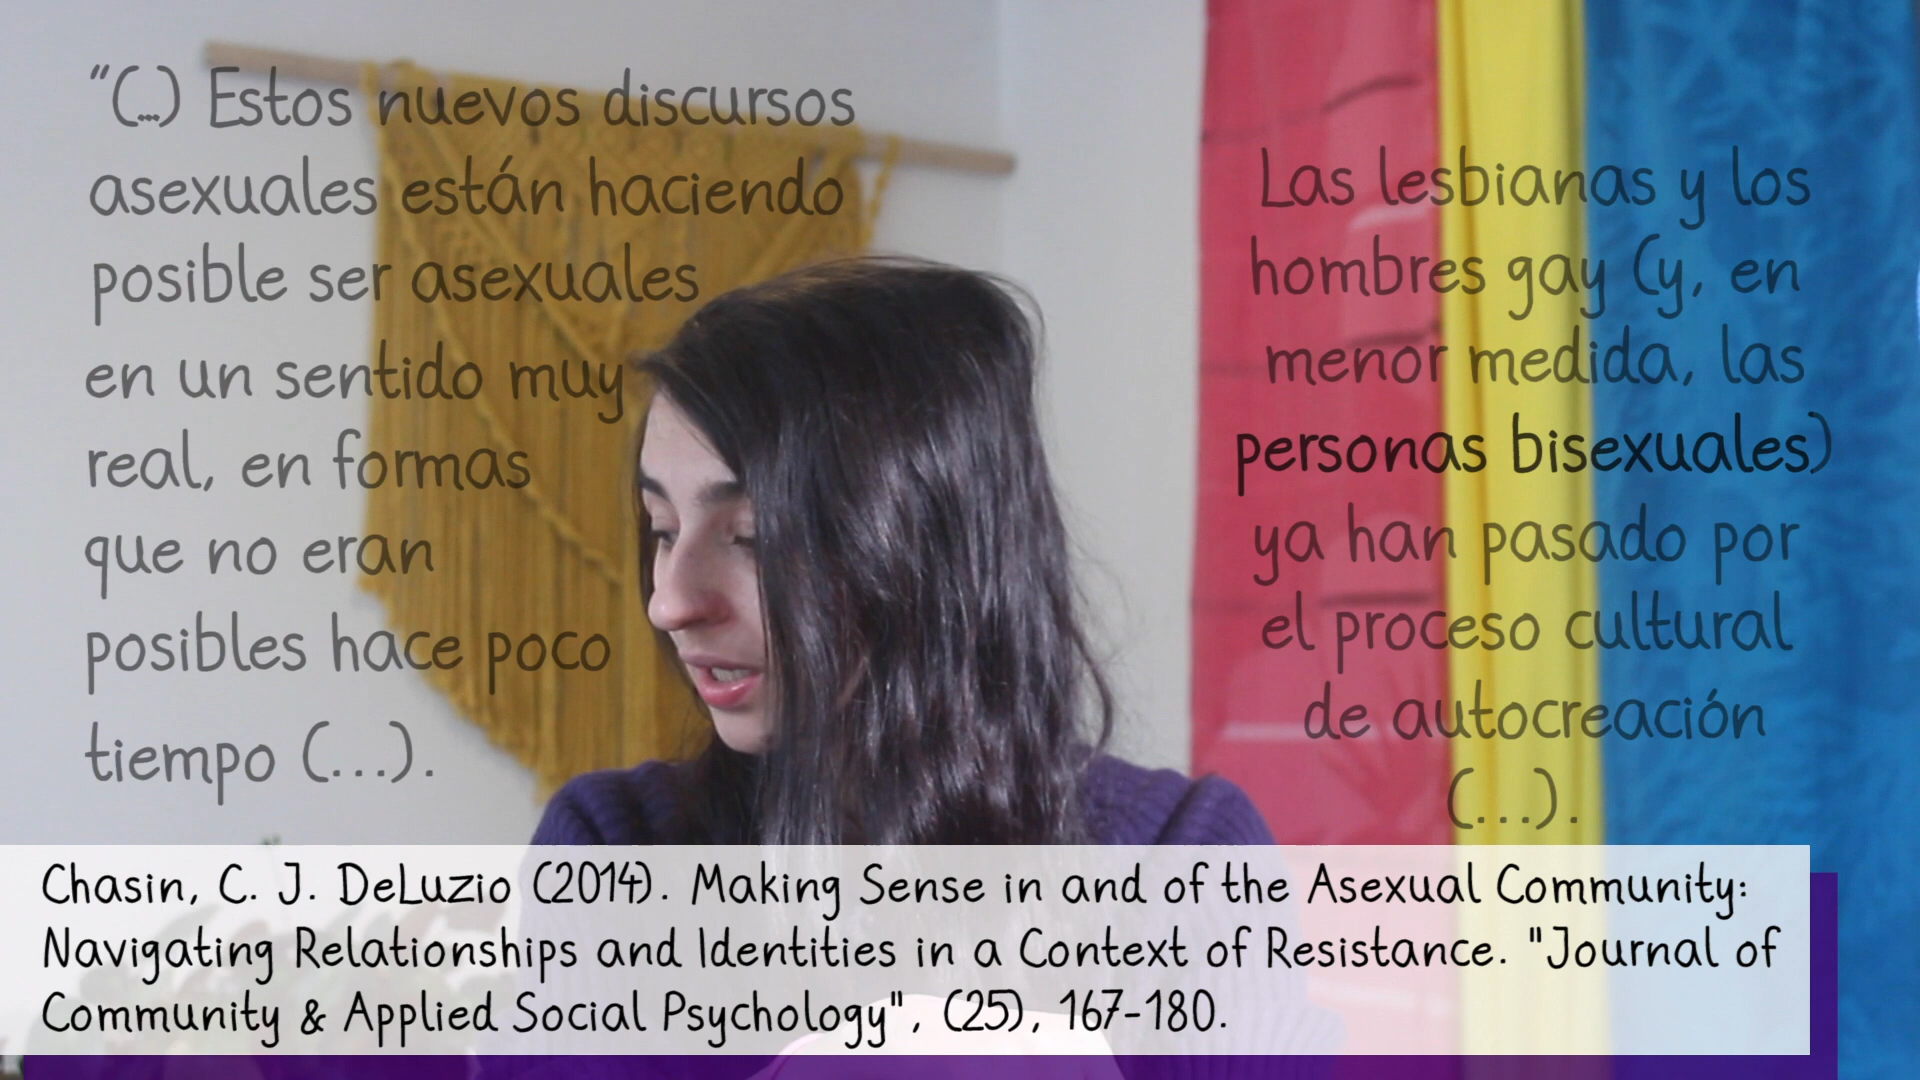 “(...) Estos nuevos discursos
asexuales están haciendo
posible ser asexuales
en un sentido muy
real, en formas
que no eran
posibles hace poco
tiempo (...).
Las lesbianas y los
hombres gay (y, en
menor medida, las
personas bisexuales)
ya han pasado por
el proceso cultural
de autocreación
(...).
Chasin, C. J. DeLuzio (2014). Making Sense in and of the Asexual Community:
Navigating Relationships and Identities in a Context of Resistance. "Journal of
Community & Applied Social Psychology", (25), 167-180.